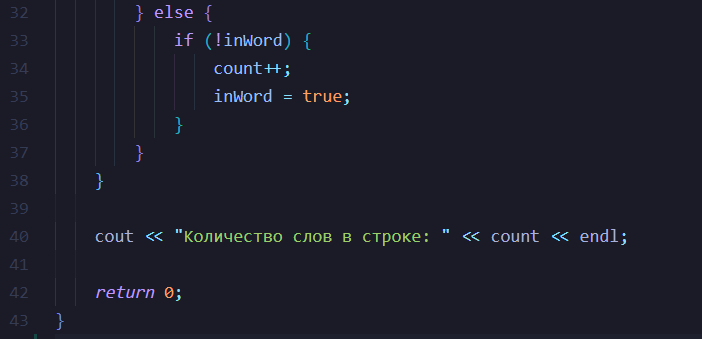 32 } else {
33 if (!inWord) {
34 count++;
35 inWord = true;
36 }
37 }
38 }
39
40 cout << "Количество слов в строке: " << count << endl;
41
42 return 0;
43 }